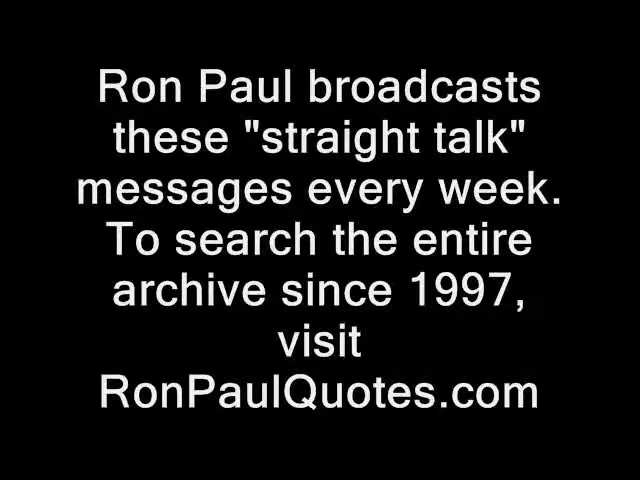 Ron Paul broadcasts
these "straight talk"
messages every week.
To search the entire
archive since 1997,
visit
RonPaulQuotes.com